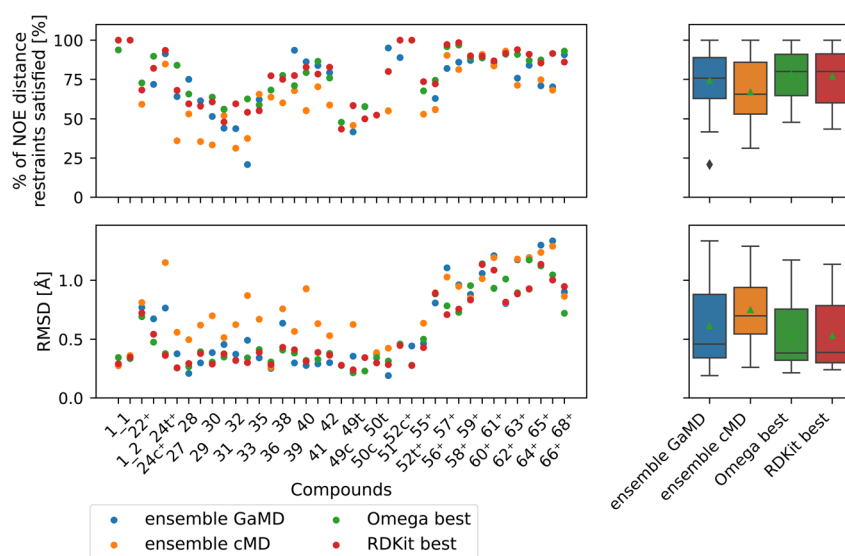 % of NOE distance
restraints satisfied [%]
100
75
50
25
0
RMSD [Å]
1.0
0.5
0.0
1_1
1_2
22⁺
24c⁺
24t⁺
27
28
29
30
31
32
33
35
36
38
39
40
41
42
49c
49t
50c
50t
51⁺
52c⁺
52t⁺
55⁺
56⁺
57⁺
58⁺
59⁺
60⁺
61⁺
62⁺
63⁺
64⁺
65⁺
66⁺
68⁺
Compounds
ensemble GaMD
ensemble cMD
Omega best
RDKit best
ensemble GaMD
ensemble cMD
Omega best
RDKit best